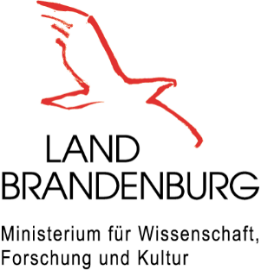 LAND
BRANDENBURG
Ministerium für Wissenschaft,
Forschung und Kultur